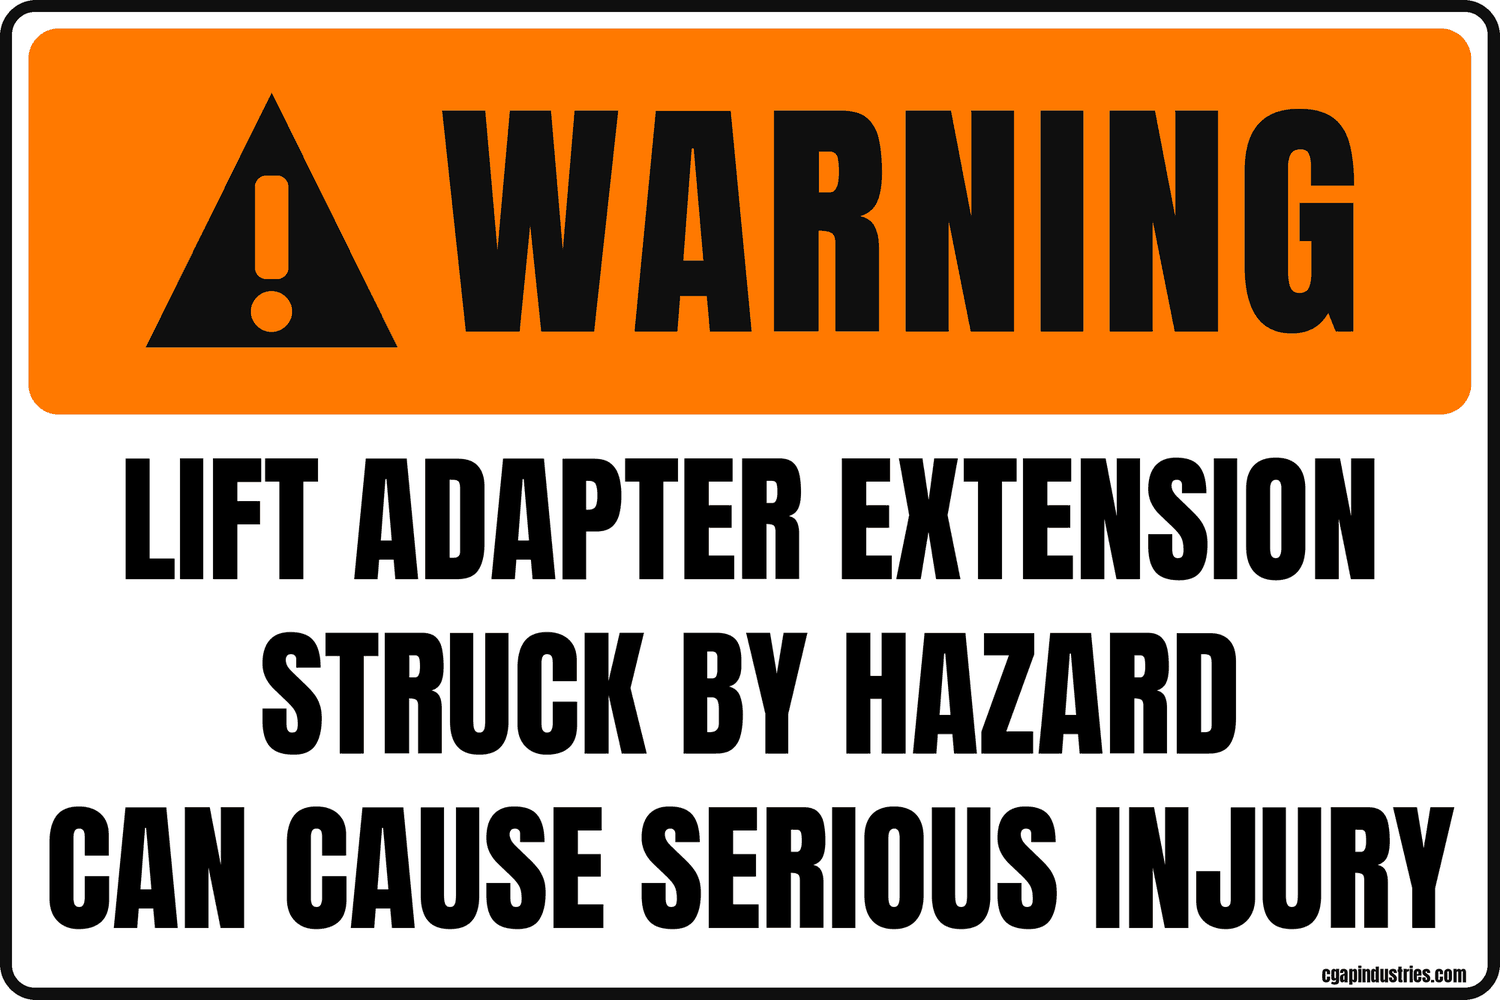 WARNING
LIFT ADAPTER EXTENSION
STRUCK BY HAZARD
CAN CAUSE SERIOUS INJURY
cgapindustries.com